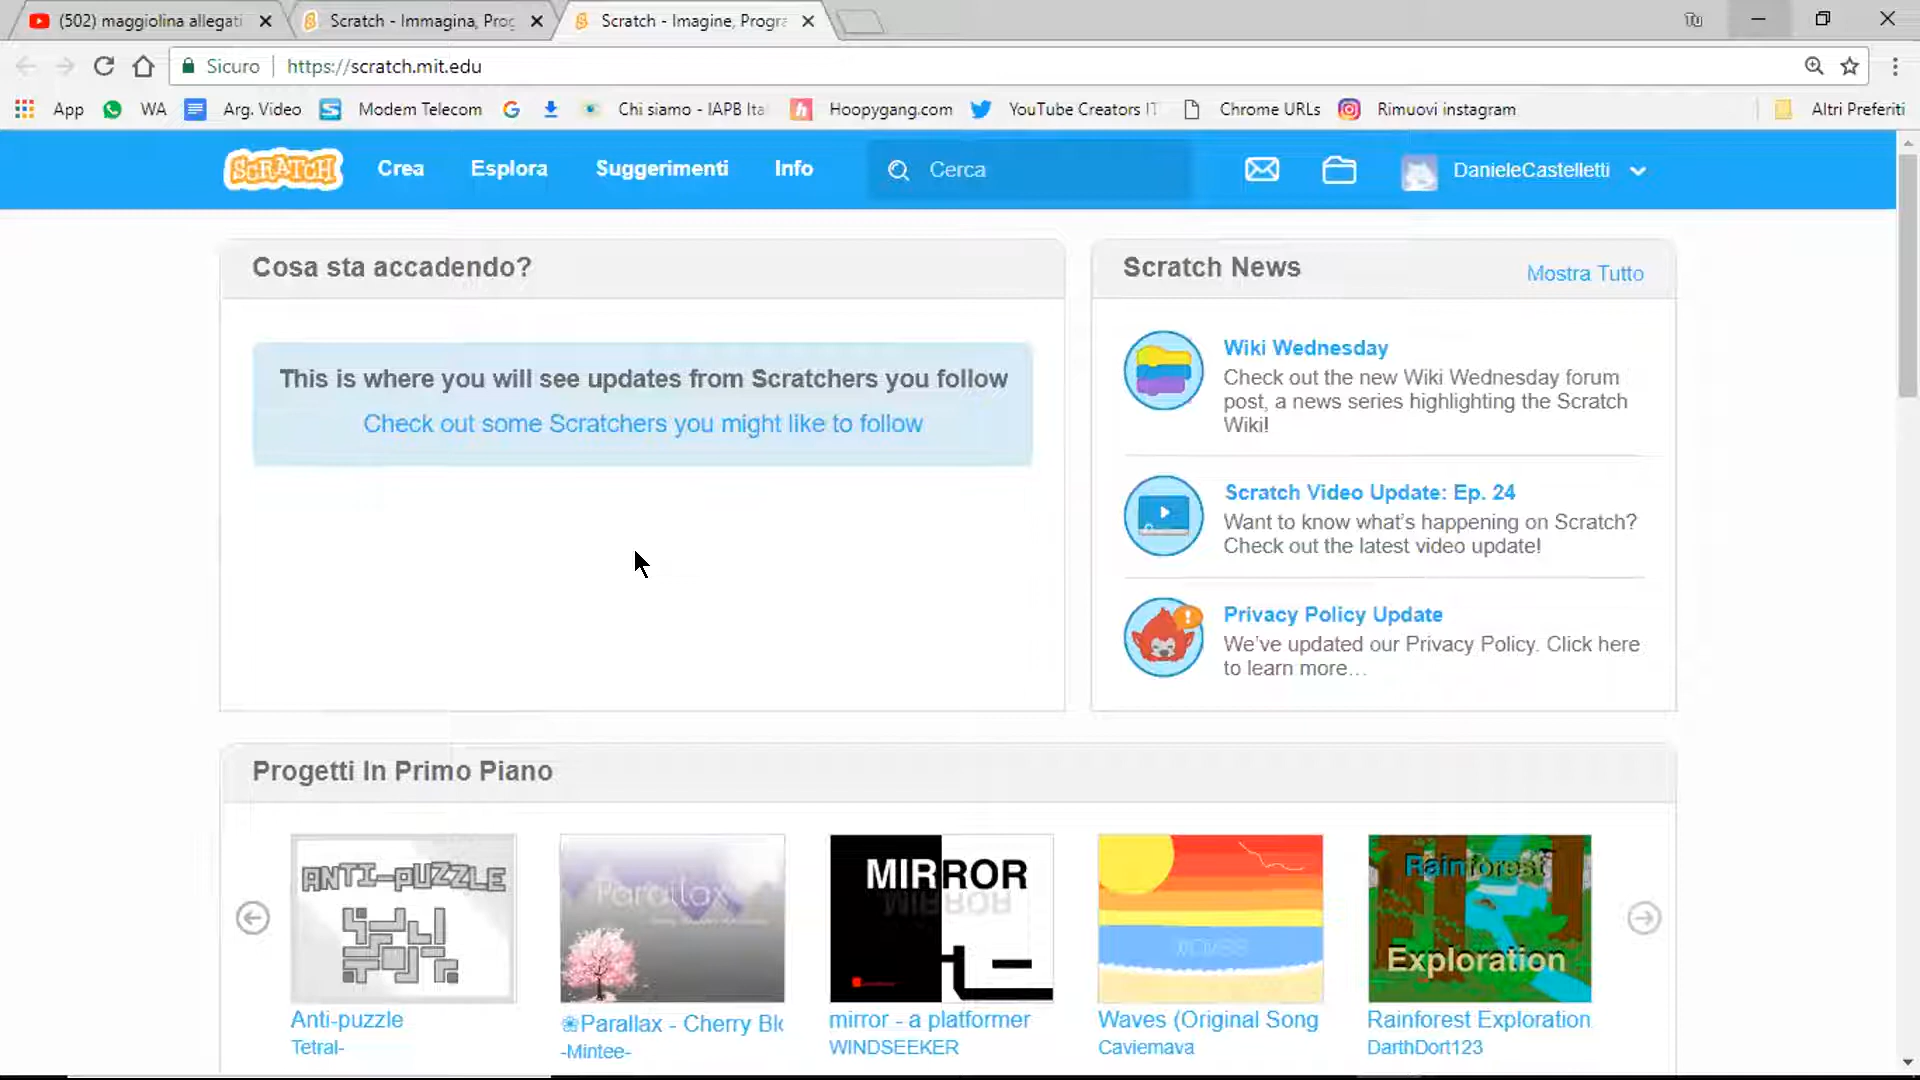 (502) maggiolina allegati
Scratch - Immagina, Prog
Scratch - Imagine, Progra
Sicuro
https://scratch.mit.edu
App
WA
Arg. Video
Modem Telecom
Chi siamo - IAPB Ita
Hoopygang.com
YouTube Creators IT
Chrome URLs
Rimuovi instagram
Altri Preferiti
SCRATCH
Crea
Esplora
Suggerimenti
Info
Cerca
DanieleCastelletti
Cosa sta accadendo?
This is where you will see updates from Scratchers you follow
Check out some Scratchers you might like to follow
Scratch News
Mostra Tutto
Wiki Wednesday
Check out the new Wiki Wednesday forum
post, a news series highlighting the Scratch
Wiki!
Scratch Video Update: Ep. 24
Want to know what's happening on Scratch?
Check out the latest video update!
Privacy Policy Update
We've updated our Privacy Policy. Click here
to learn more...
Progetti In Primo Piano
ANTI-PUZZLE
Parallax
MIRROR
MIRROR
WAVES
Rainforest
Exploration
Anti-puzzle
Tetral-
❀Parallax - Cherry Blo
-Mintee-
mirror - a platformer
WINDSEEKER
Waves (Original Song
Caviemava
Rainforest Exploration
DarthDort123